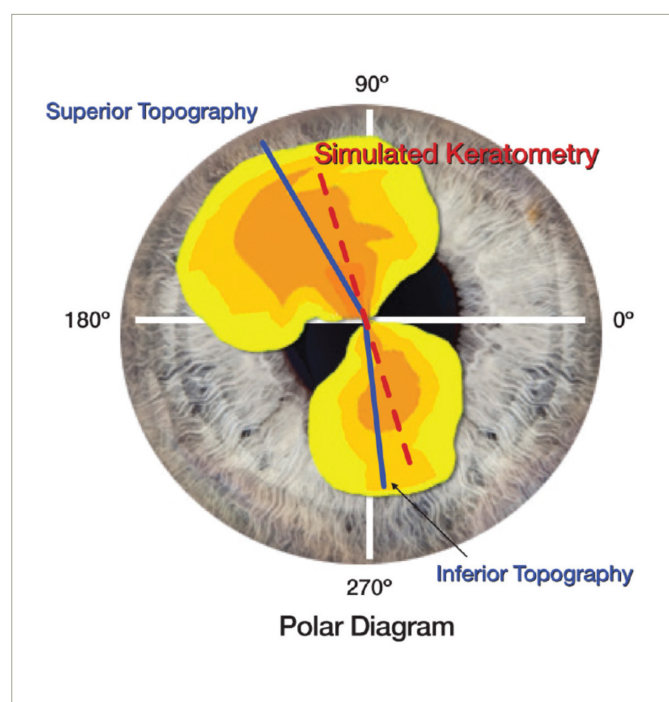 90º
Superior Topography
Simulated Keratometry
180º
0º
Inferior Topography
270º
Polar Diagram